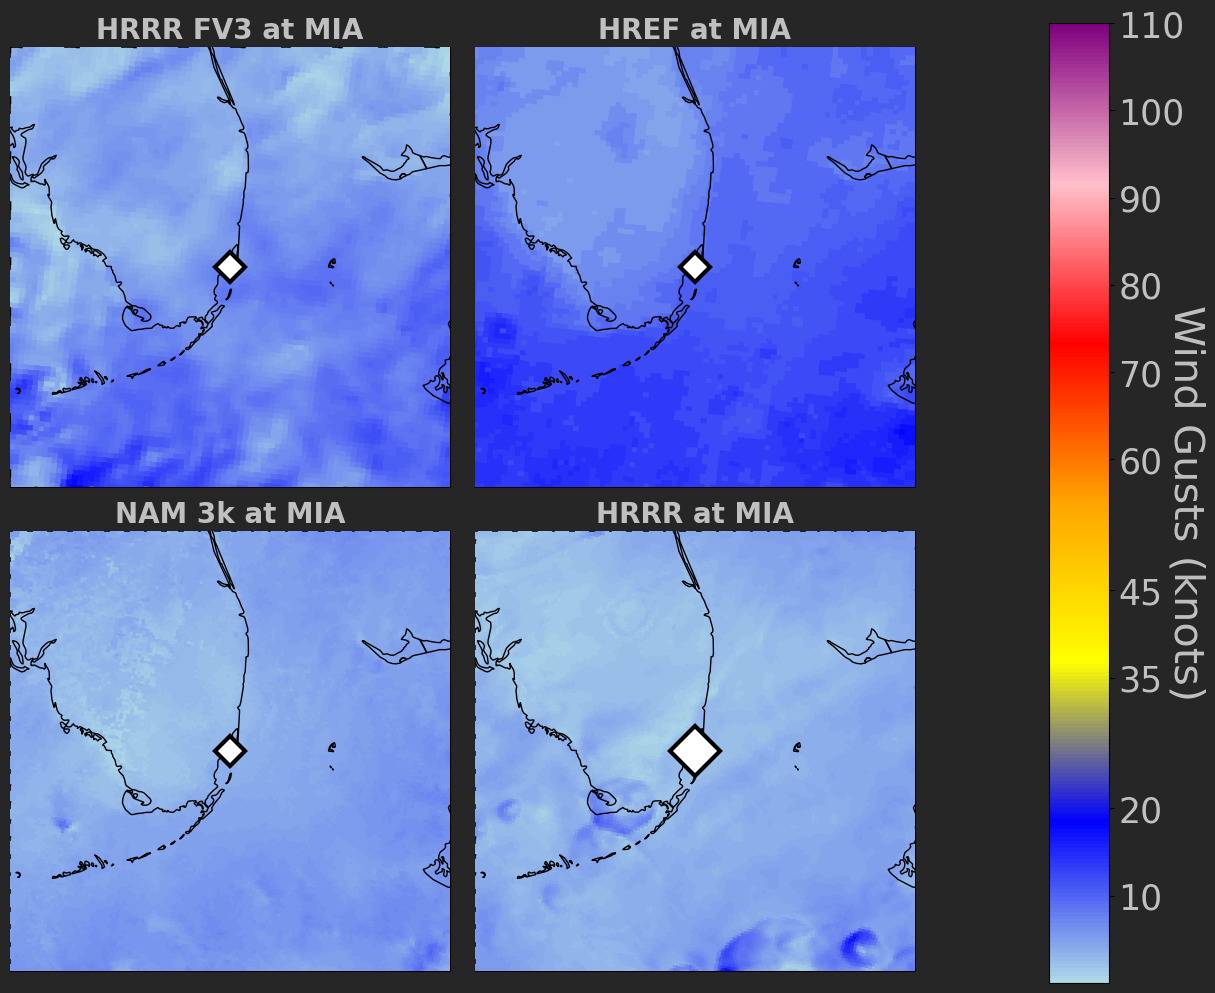 HRRR FV3 at MIA
HREF at MIA
NAM 3k at MIA
HRRR at MIA
110
100
90
80
70
60
45
35
20
10
Wind Gusts (knots)